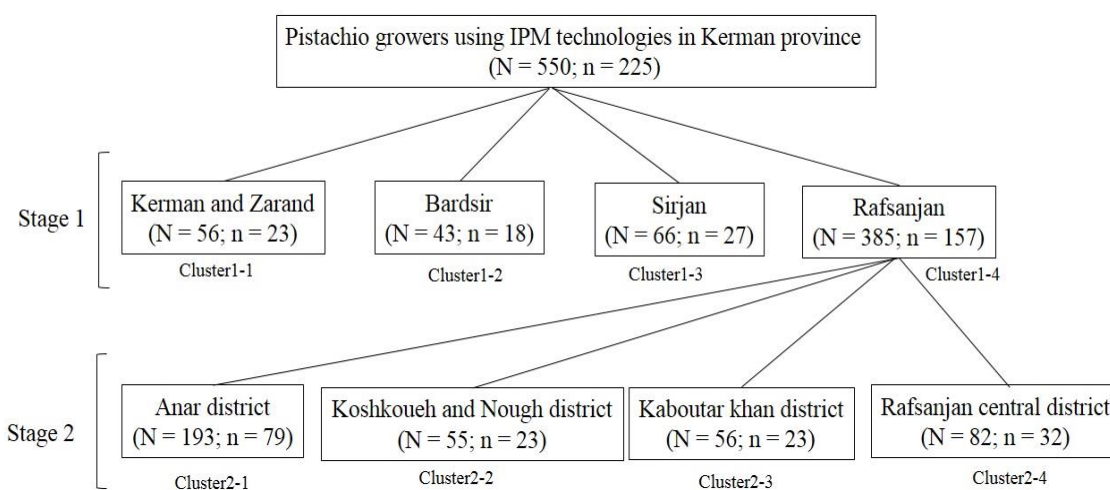 Pistachio growers using IPM technologies in Kerman province
(N = 550; n = 225)
Stage 1
Kerman and Zarand
(N = 56; n = 23)
Cluster1-1
Bardsir
(N = 43; n = 18)
Cluster1-2
Sirjan
(N = 66; n = 27)
Cluster1-3
Rafsanjan
(N = 385; n = 157)
Cluster1-4
Stage 2
Anar district
(N = 193; n = 79)
Cluster2-1
Koshkoueh and Nough district
(N = 55; n = 23)
Cluster2-2
Kaboutar khan district
(N = 56; n = 23)
Cluster2-3
Rafsanjan central district
(N = 82; n = 32)
Cluster2-4